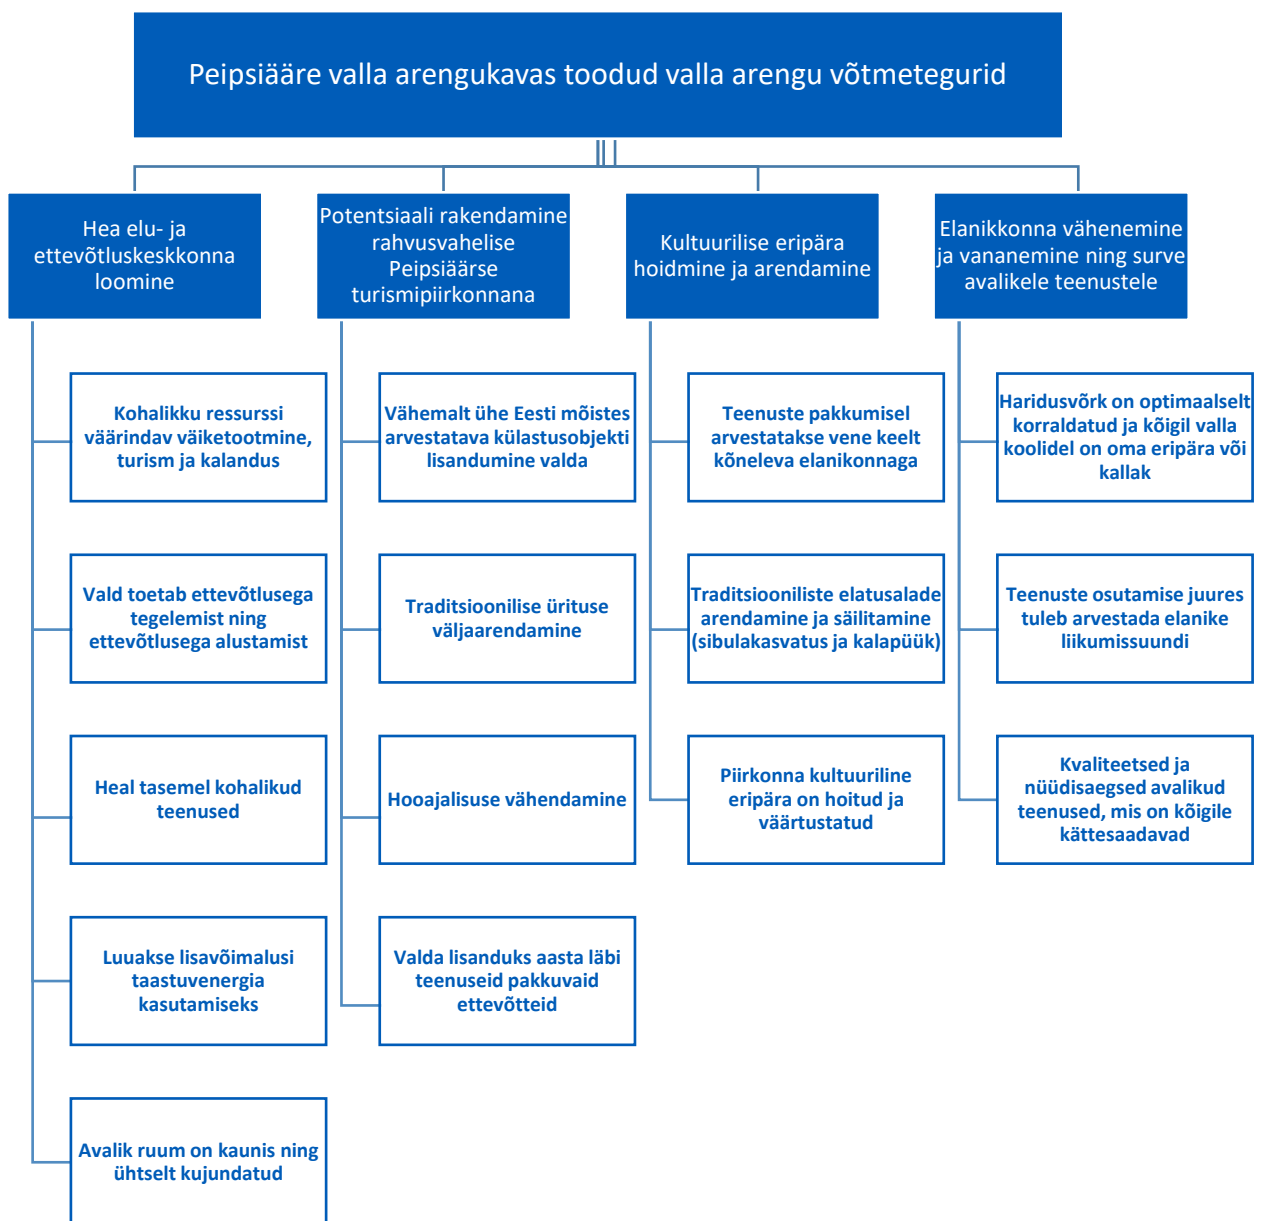 Peipsiääre valla arengukavas toodud valla arengu võtmetegurid
Hea elu- ja
ettevõtluskeskkonna
loomine
Kohalikku ressurssi
väärindav väiketootmine,
turism ja kalandus
Vald toetab ettevõtlusega
tegelemist ning
ettevõtlusega alustamist
Heal tasemel kohalikud
teenused
Luuakse lisavõimalusi
taastuvenergia
kasutamiseks
Avalik ruum on kaunis ning
ühtselt kujundatud
Potentsiaali rakendamine
rahvusvahelise
Peipsiäärse
turismipiirkonnana
Vähemalt ühe Eesti mõistes
arvestatava külastusobjekti
lisandumine valda
Traditsioonilise ürituse
väljaarendamine
Hooajalisuse vähendamine
Valda lisanduks aasta läbi
teenuseid pakkuvaid
ettevõtteid
Kultuurilise eripära
hoidmine ja arendamine
Teenuste pakkumisel
arvestatakse vene keelt
kõneleva elanikonnaga
Traditsiooniliste elatusalade
arendamine ja säilitamine
(sibulakasvatus ja kalapüük)
Piirkonna kultuuriline
eripära on hoitud ja
väärtustatud
Elanikkonna vähenemine
ja vananemine ning surve
avalikele teenustele
Haridusvõrk on optimaalselt
korraldatud ja kõigil valla
koolidel on oma eripära või
kallak
Teenuste osutamise juures
tuleb arvestada elanike
liikumissuundi
Kvaliteetsed ja
nüüdisaegsed avalikud
teenused, mis on kõigile
kättesaadavad